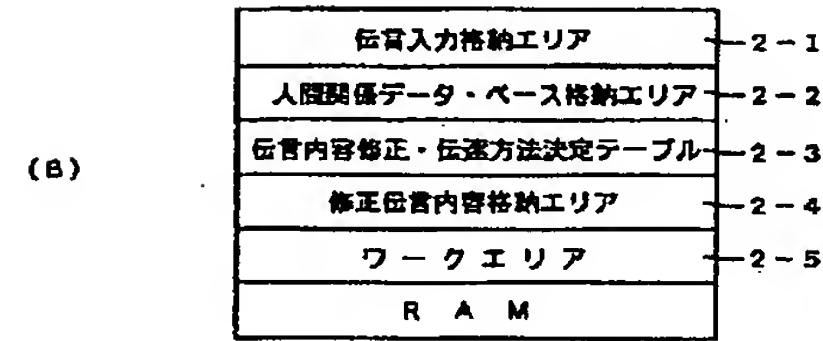 伝言入力格納エリア 2-1
人間関係データ・ベース格納エリア 2-2
(B) 伝言内容修正・伝達方法決定テーブル 2-3
修正伝言内容格納エリア 2-4
ワークエリア 2-5
RAM